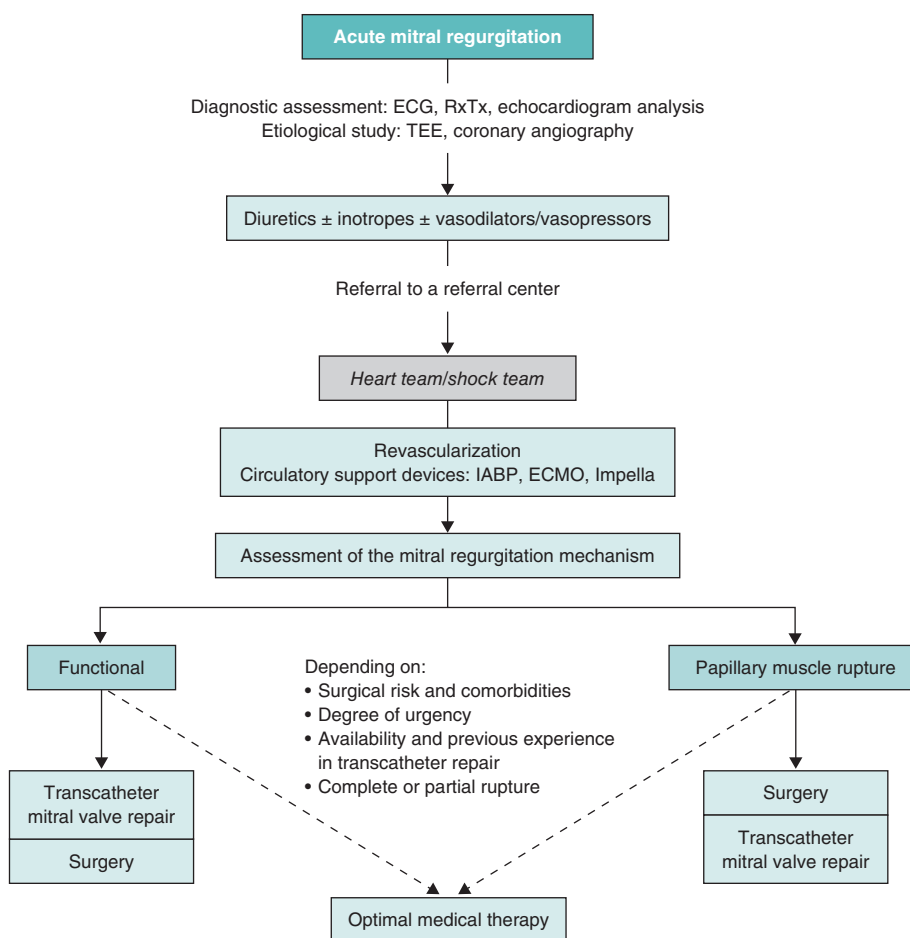 Acute mitral regurgitation
Diagnostic assessment: ECG, RxTx, echocardiogram analysis
Etiological study: TEE, coronary angiography
Diuretics ± inotropes ± vasodilators/vasopressors
Referral to a referral center
Heart team/shock team
Revascularization
Circulatory support devices: IABP, ECMO, Impella
Assessment of the mitral regurgitation mechanism
Functional
Depending on:
• Surgical risk and comorbidities
• Degree of urgency
• Availability and previous experience
in transcatheter repair
• Complete or partial rupture
Papillary muscle rupture
Transcatheter
mitral valve repair
Surgery
Surgery
Transcatheter
mitral valve repair
Optimal medical therapy